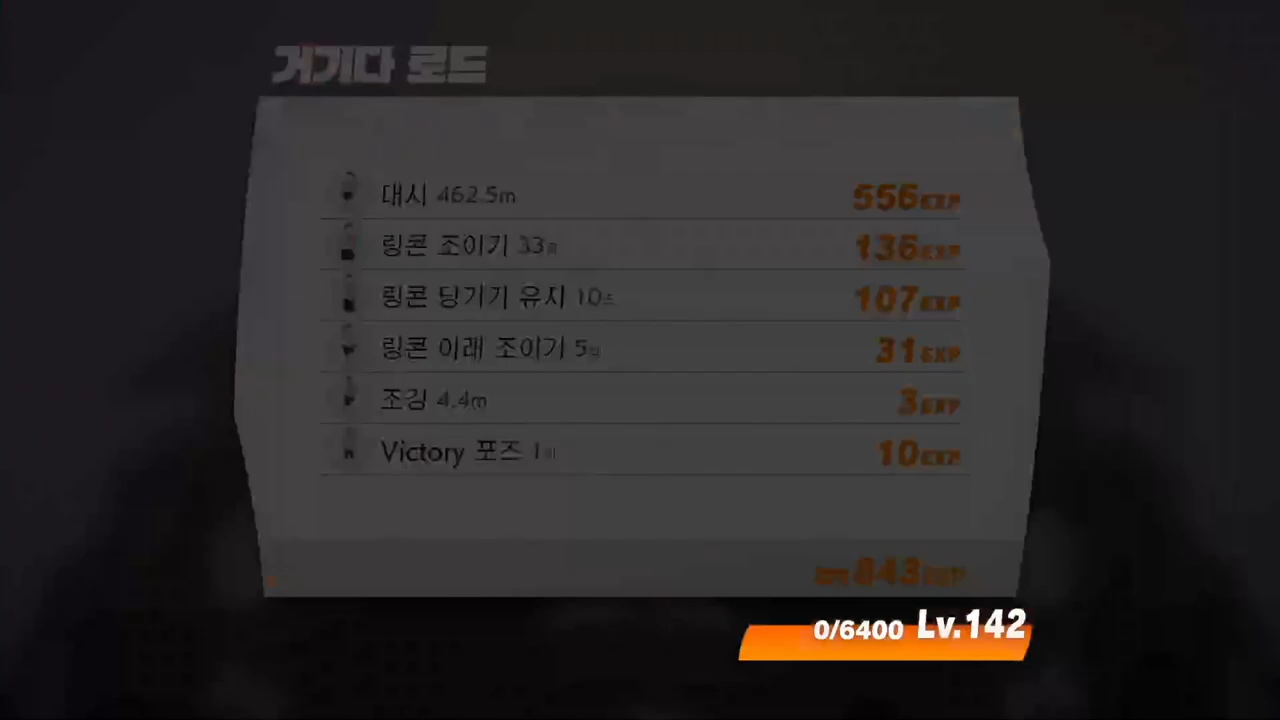 거기다 로드
대시 462.5m 556EXP
링콘 조이기 33회 136EXP
링콘 당기기 유지 10초 107EXP
링콘 아래 조이기 5회 31EXP
조깅 4.4m 3EXP
Victory 포즈 1회 10EXP
843EXP
0/6400 Lv.142